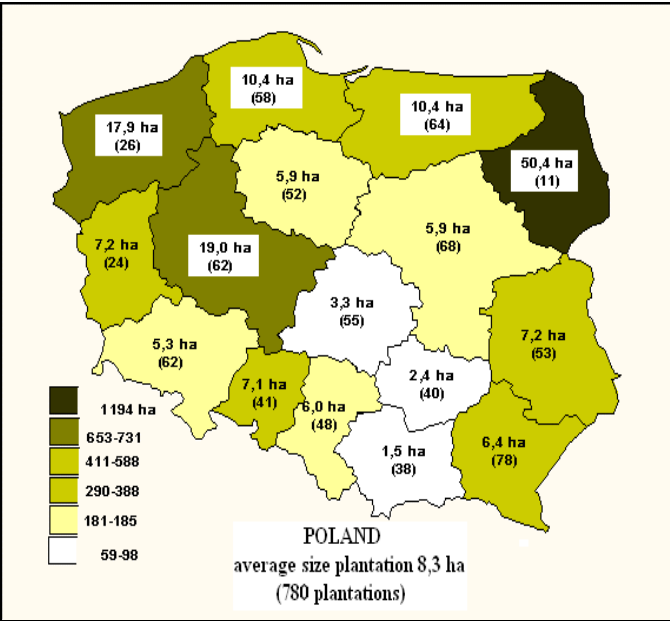 10,4 ha
(58)
10,4 ha
(64)
17,9 ha
(26)
50,4 ha
(11)
5,9 ha
(52)
5,9 ha
(68)
7,2 ha
(24)
19,0 ha
(62)
3,3 ha
(55)
7,2 ha
(53)
5,3 ha
(62)
7,1 ha
(41)
6,0 ha
(48)
2,4 ha
(40)
1,5 ha
(38)
6,4 ha
(78)
1194 ha
653-731
411-588
290-388
181-185
59-98
POLAND
average size plantation 8,3 ha
(780 plantations)